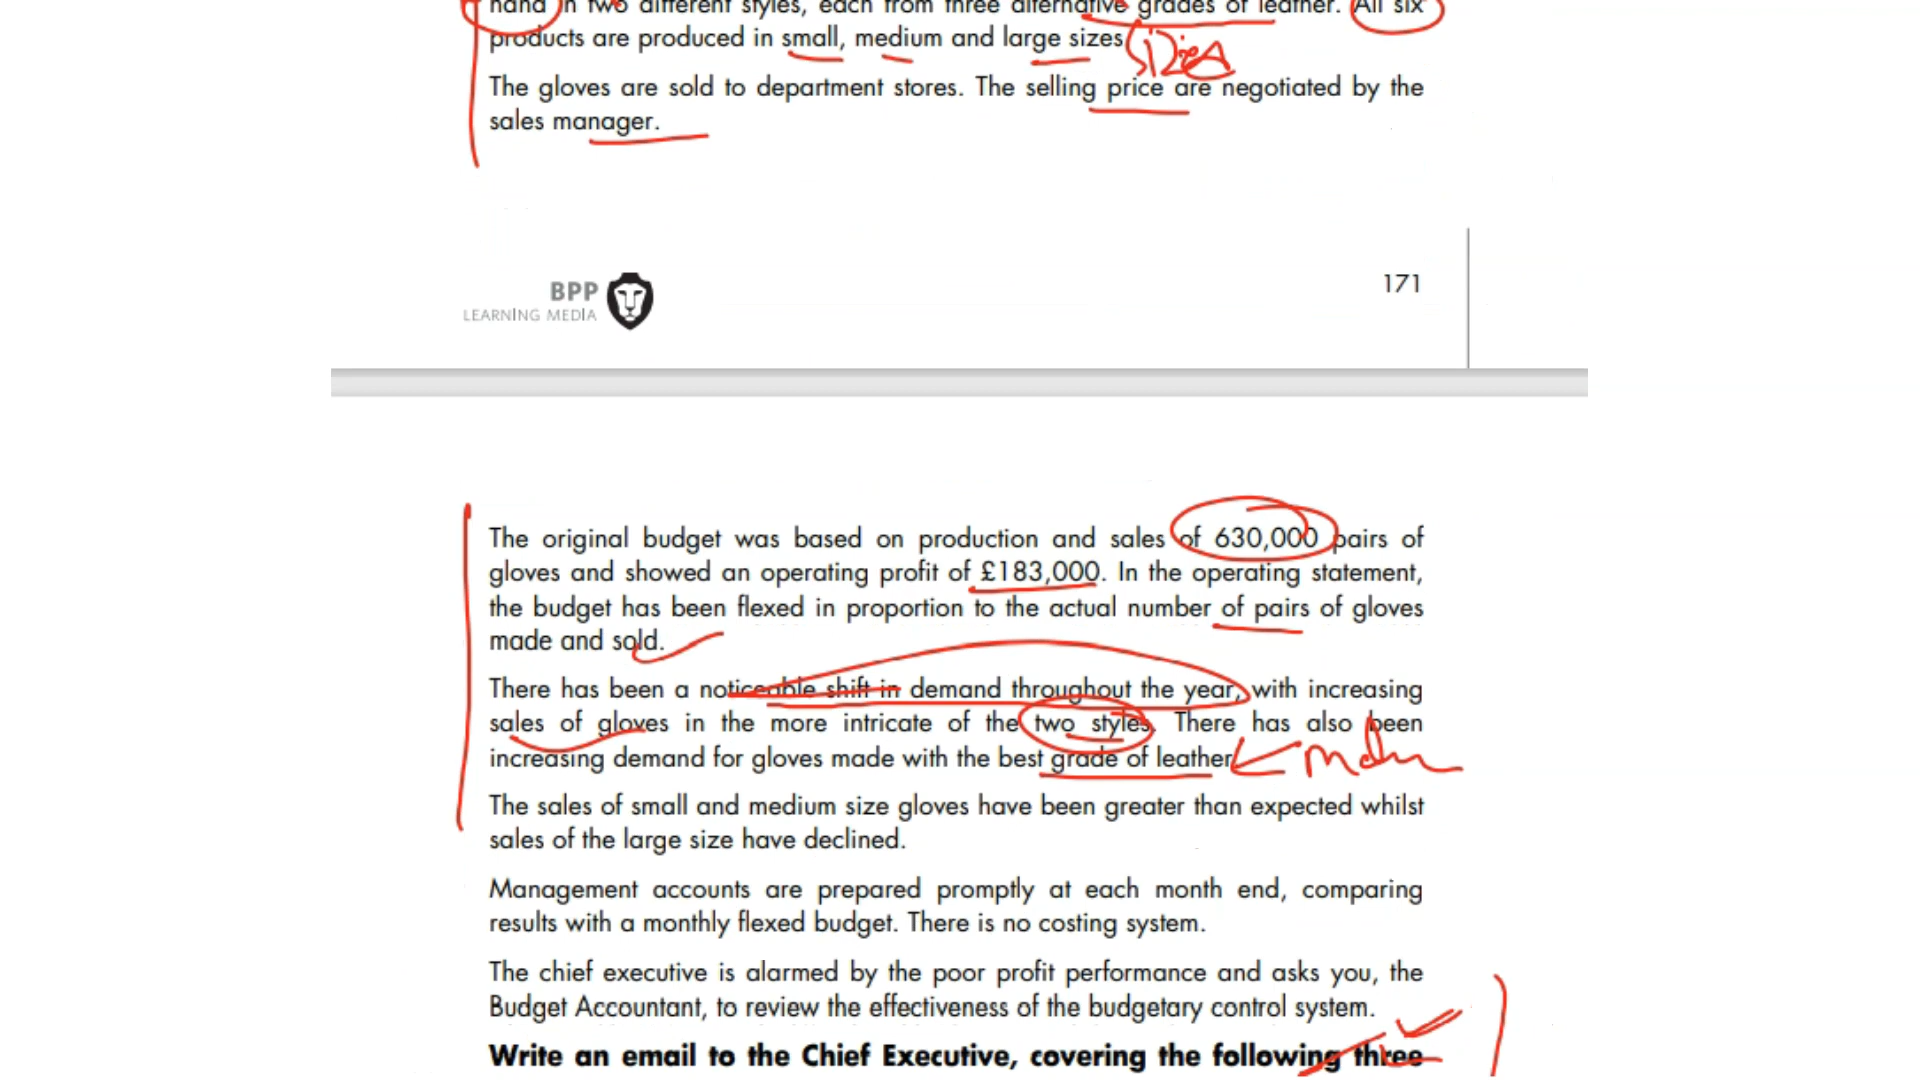 hand in two different styles, each from three alternative grades of leather. All six
products are produced in small, medium and large sizes
sizes
The gloves are sold to department stores. The selling price are negotiated by the
sales manager.
BPP
LEARNING MEDIA
171
The original budget was based on production and sales of 630,000 pairs of
gloves and showed an operating profit of £183,000. In the operating statement,
the budget has been flexed in proportion to the actual number of pairs of gloves
made and sold.
There has been a noticeable shift in demand throughout the year, with increasing
sales of gloves in the more intricate of the two styles. There has also been
increasing demand for gloves made with the best grade of leather
The sales of small and medium size gloves have been greater than expected whilst
sales of the large size have declined.
Management accounts are prepared promptly at each month end, comparing
results with a monthly flexed budget. There is no costing system.
The chief executive is alarmed by the poor profit performance and asks you, the
Budget Accountant, to review the effectiveness of the budgetary control system.
Write an email to the Chief Executive, covering the following three